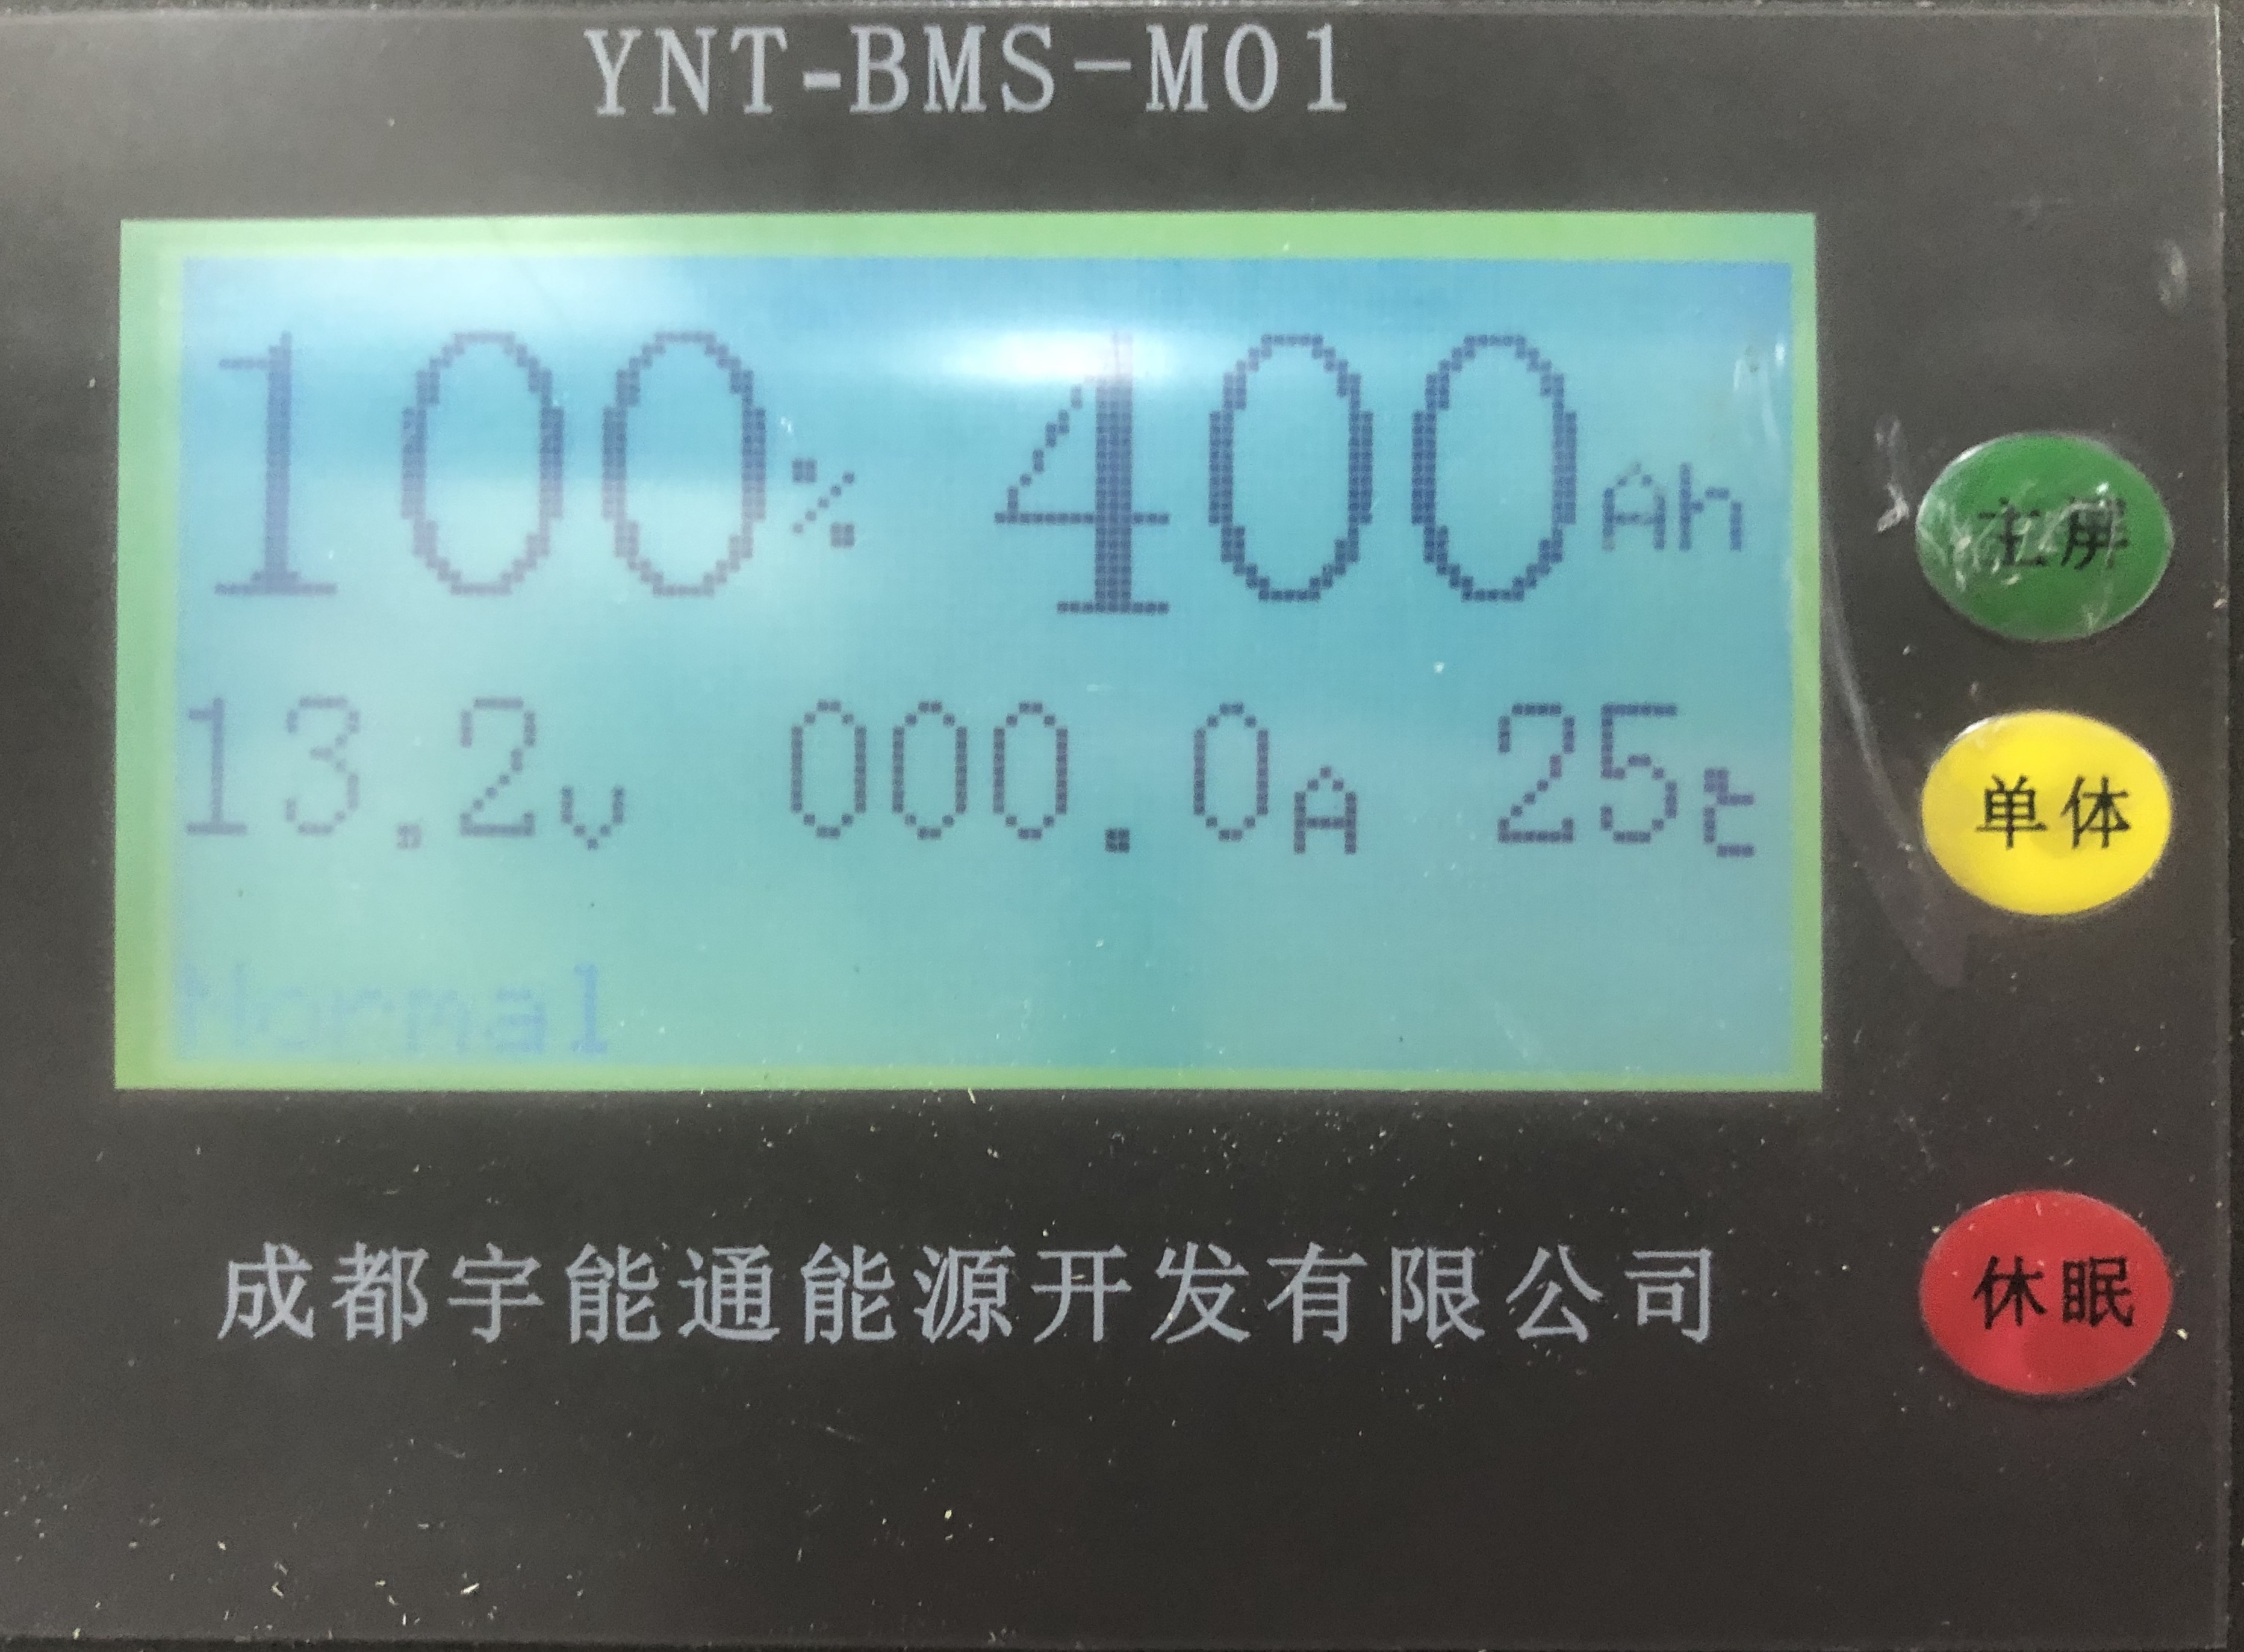 YNT-BMS-M01
100% 400Ah
13.2v 000.0A 25℃
Normal
主屏
单体
休眠
成都宇能通能源开发有限公司